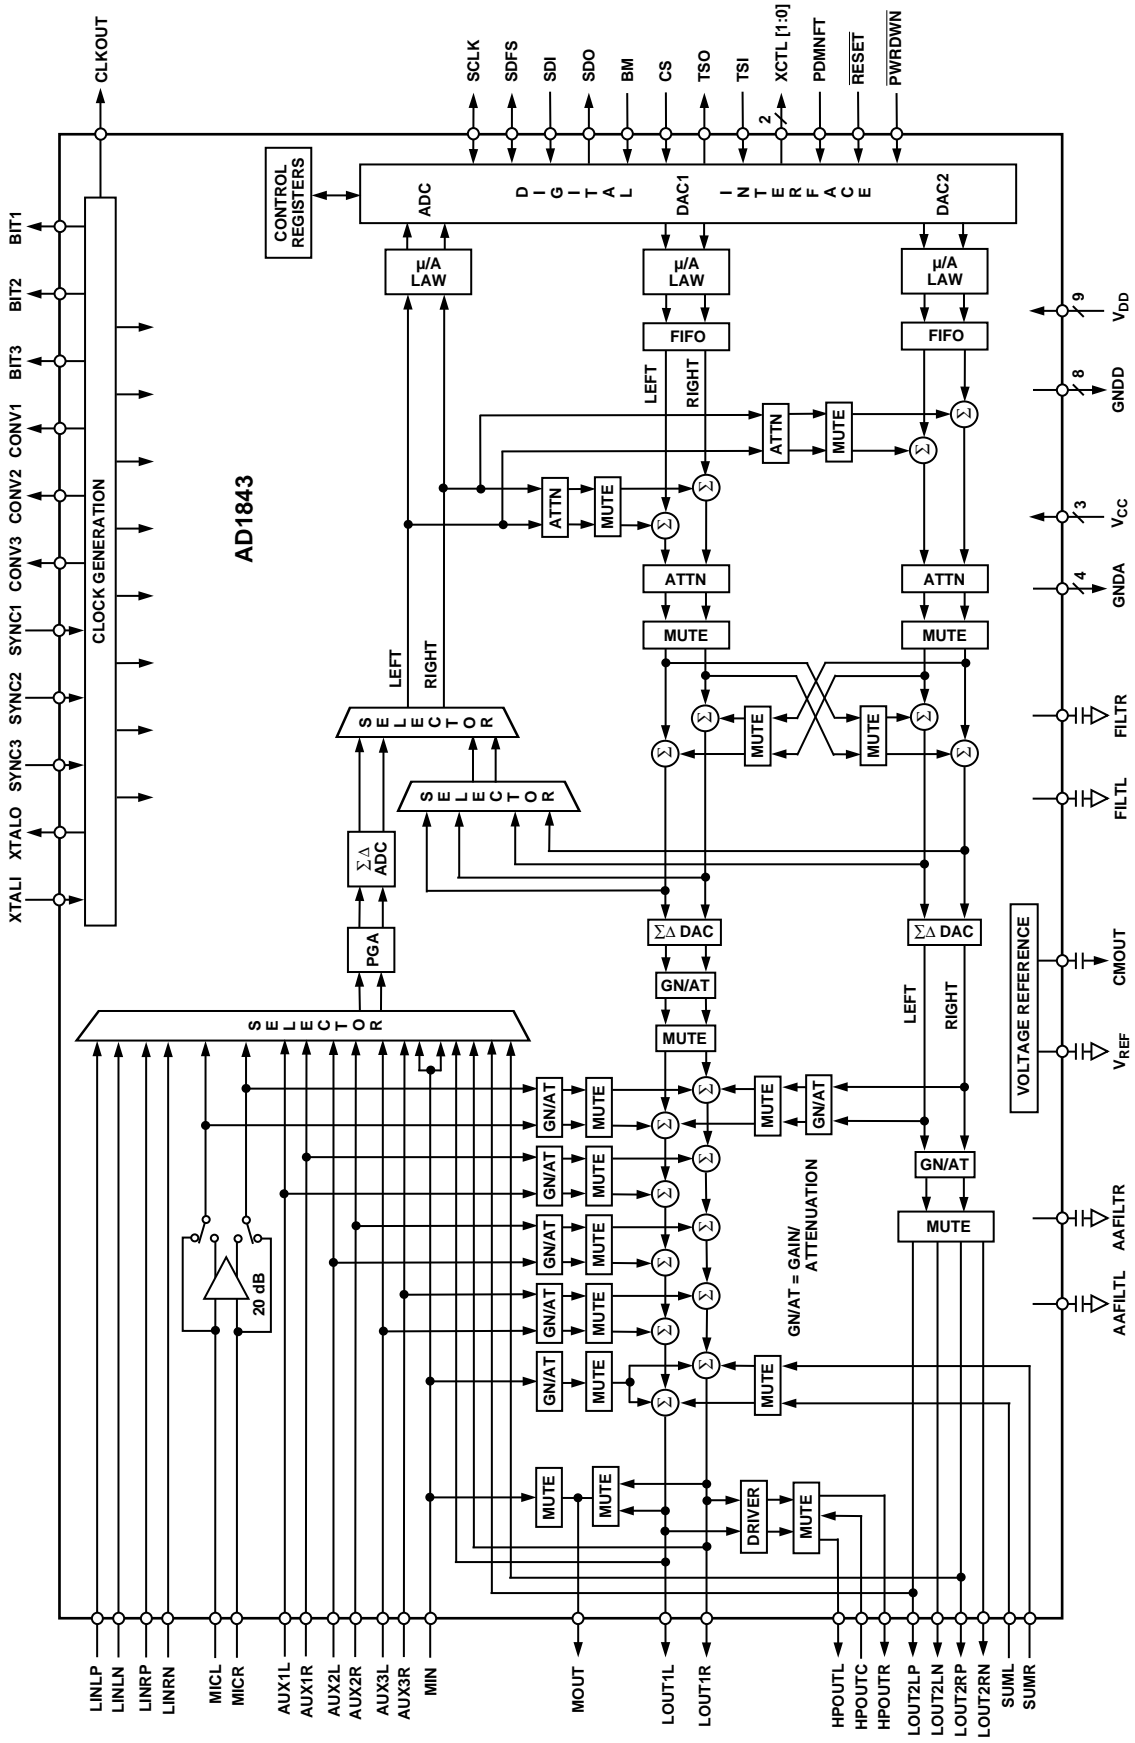 XTALI
XTALO
SYNC3
SYNC2
SYNC1
CONV3
CONV2
CONV1
BIT3
BIT2
BIT1
CLKOUT
CLOCK GENERATION
AD1843
LINLP
LINLN
LINRP
LINRN
MICL
MICR
AUX1L
AUX1R
AUX2L
AUX2R
AUX3L
AUX3R
MIN
MOUT
LOUT1L
LOUT1R
HPOUTL
HPOUTC
HPOUTR
LOUT2LP
LOUT2LN
LOUT2RP
LOUT2RN
SUML
SUMR
20 dB
SELECTOR
PGA
ΣΔ
ADC
SELECTOR
SELECTOR
LEFT
RIGHT
µ/A
LAW
CONTROL
REGISTERS
ADC
DIGITAL
DAC1
INTERFACE
DAC2
SCLK
SDFS
SDI
SDO
BM
CS
TSO
TSI
2
XCTL [1:0]
PDMNFT
RESET
PWRDWN
µ/A
LAW
FIFO
LEFT
RIGHT
ATTN
MUTE
Σ
Σ
ATTN
MUTE
Σ
Σ
MUTE
ΣΔ DAC
GN/AT
MUTE
µ/A
LAW
FIFO
ATTN
MUTE
Σ
Σ
ATTN
MUTE
Σ
Σ
MUTE
ΣΔ DAC
LEFT
RIGHT
GN/AT
MUTE
GN/AT
MUTE
Σ
Σ
MUTE
GN/AT
GN/AT
MUTE
Σ
Σ
GN/AT
MUTE
Σ
Σ
GN/AT
MUTE
Σ
Σ
GN/AT
MUTE
Σ
Σ
MUTE
MUTE
MUTE
DRIVER
MUTE
GN/AT = GAIN/
ATTENUATION
VOLTAGE REFERENCE
AAFILTL
AAFILTR
VREF
CMOUT
FILTL
FILTR
4
GNDA
3
VCC
8
GNDD
9
VDD